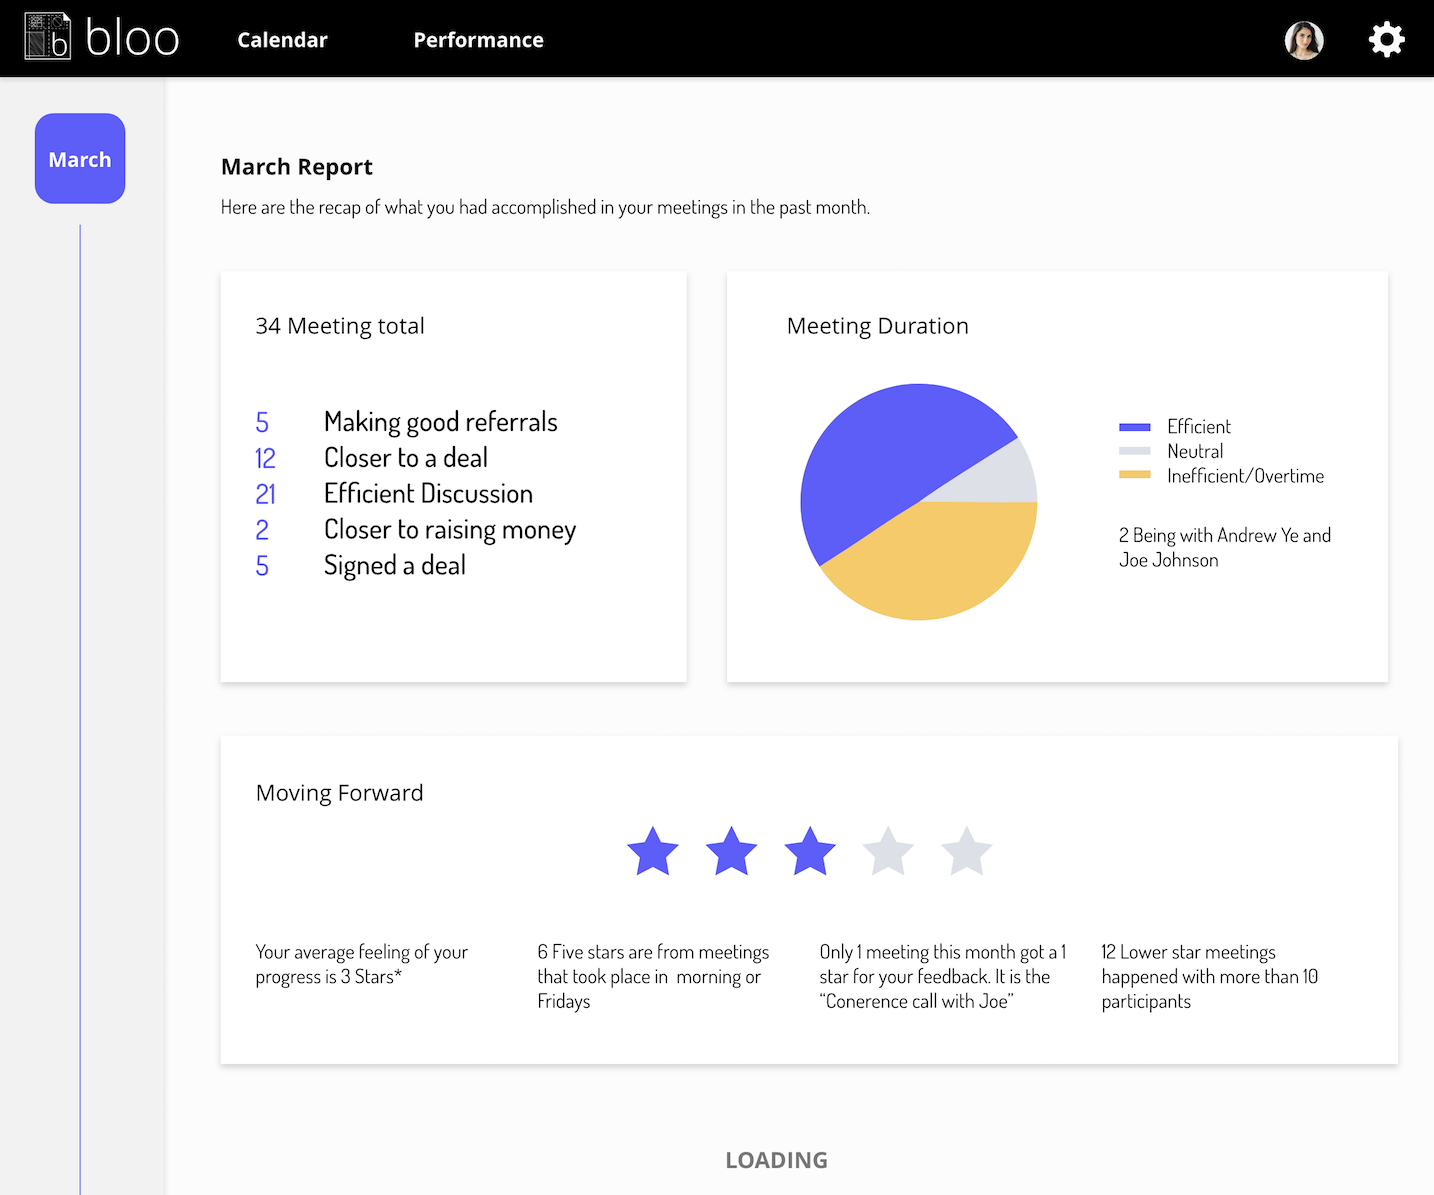 b bloo
Calendar
Performance
March
March Report
Here are the recap of what you had accomplished in your meetings in the past month.
34 Meeting total
5 Making good referrals
12 Closer to a deal
21 Efficient Discussion
2 Closer to raising money
5 Signed a deal
Meeting Duration
Efficient
Neutral
Inefficient/Overtime
2 Being with Andrew Ye and
Joe Johnson
Moving Forward
Your average feeling of your
progress is 3 Stars*
6 Five stars are from meetings
that took place in  morning or
Fridays
Only 1 meeting this month got a 1
star for your feedback. It is the
“Conerence call with Joe”
12 Lower star meetings
happened with more than 10
participants
LOADING